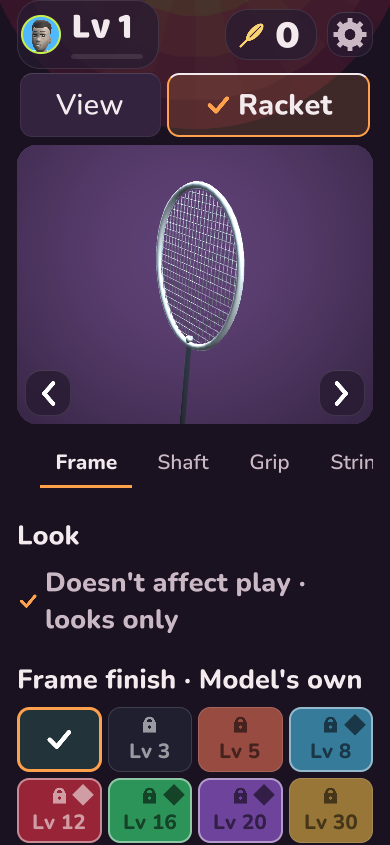 Lv 1
0
View
Racket
Frame Shaft Grip Strin
Look
Doesn't affect play ·
looks only
Frame finish · Model's own
Lv 3 Lv 5 Lv 8
Lv 12 Lv 16 Lv 20 Lv 30